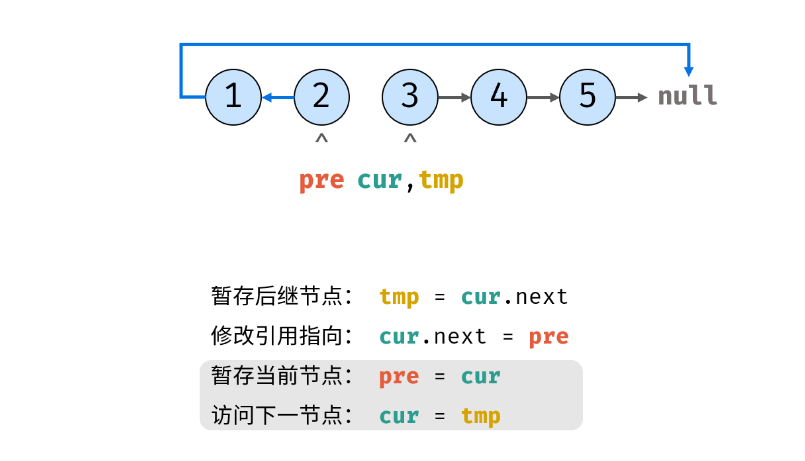 1 2 3 4 5 null
^ ^
pre cur,tmp
暂存后继节点： tmp = cur.next
修改引用指向： cur.next = pre
暂存当前节点： pre = cur
访问下一节点： cur = tmp